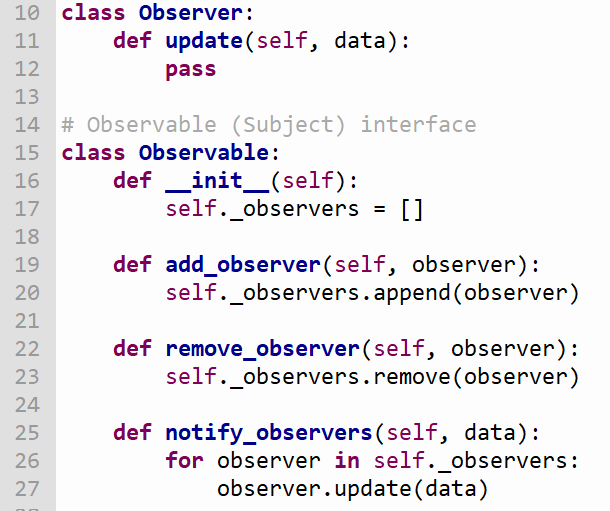 10 class Observer:
11     def update(self, data):
12         pass
13
14 # Observable (Subject) interface
15 class Observable:
16     def __init__(self):
17         self._observers = []
18
19     def add_observer(self, observer):
20         self._observers.append(observer)
21
22     def remove_observer(self, observer):
23         self._observers.remove(observer)
24
25     def notify_observers(self, data):
26         for observer in self._observers:
27             observer.update(data)